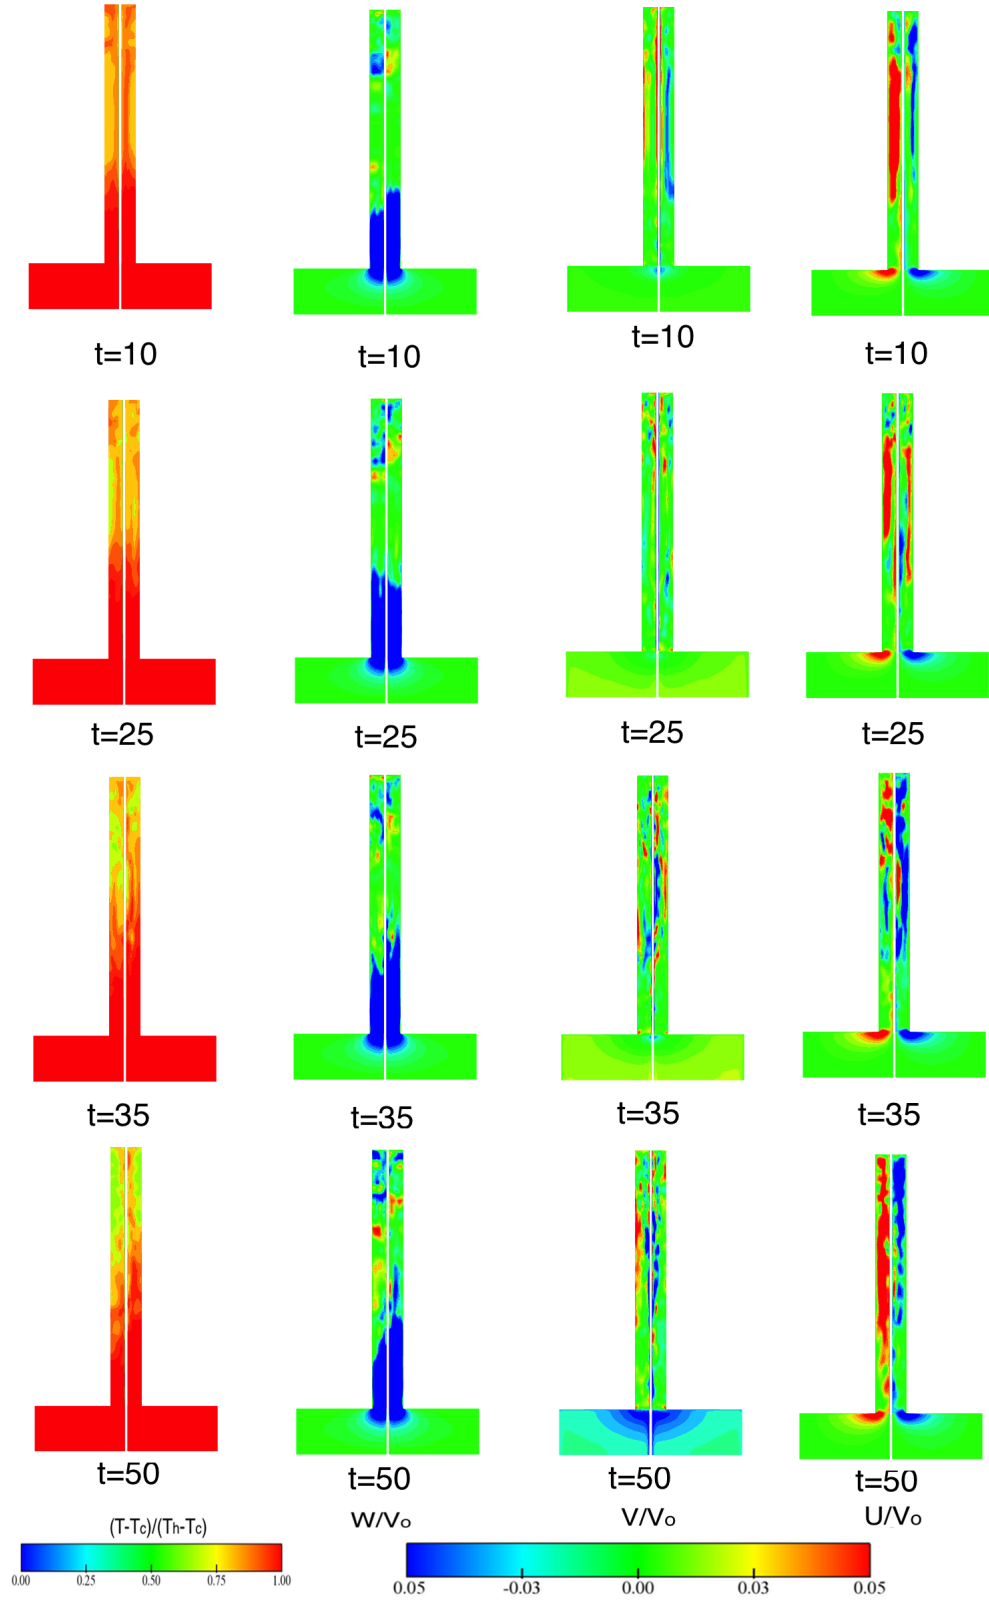 t=10 t=10 t=10 t=10
t=25 t=25 t=25 t=25
t=35 t=35 t=35 t=35
t=50 t=50 t=50 t=50
(T-Tc)/(Th-Tc) W/Vo V/Vo U/Vo
0.00 0.25 0.50 0.75 1.00
0.05 -0.03 0.00 0.03 0.05